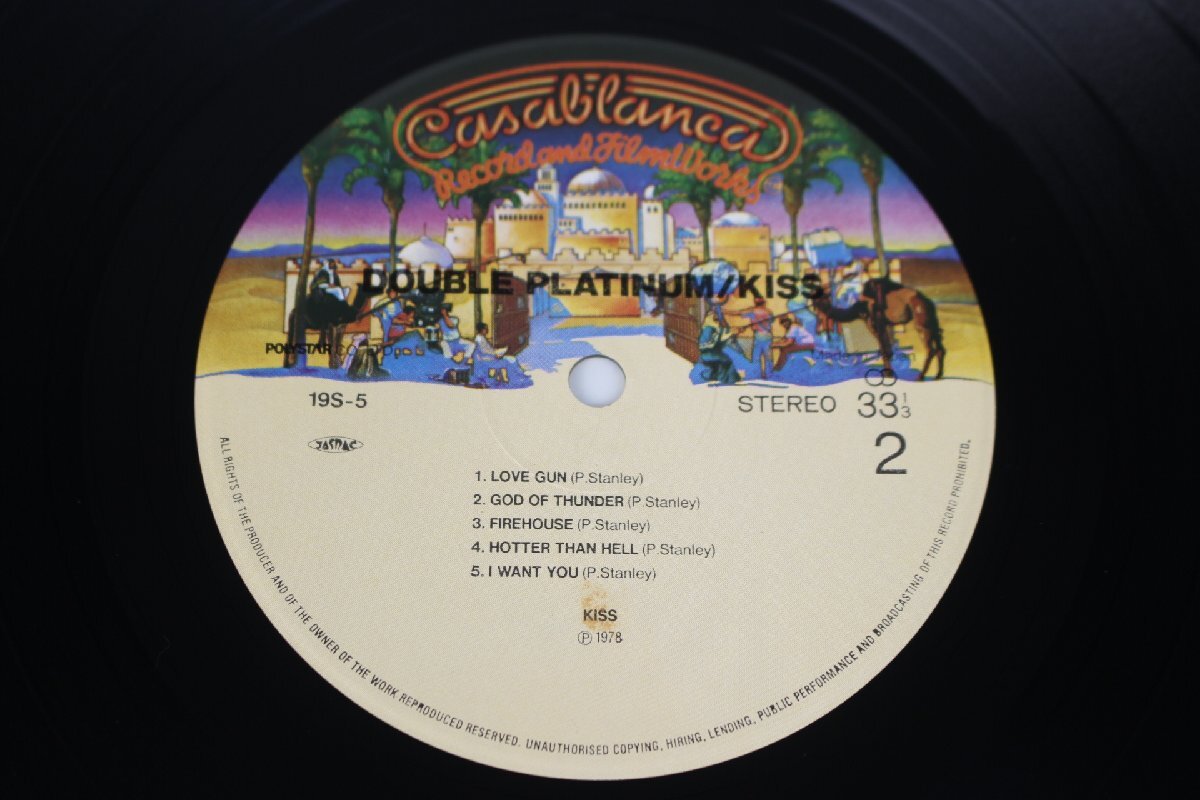 Casablanca
Record and FilmWorks
DOUBLE PLATINUM/KISS
POLYSTAR
19S-5
JASRAC
STEREO 33 1/3
2
1. LOVE GUN (P.Stanley)
2. GOD OF THUNDER (P.Stanley)
3. FIREHOUSE (P.Stanley)
4. HOTTER THAN HELL (P.Stanley)
5. I WANT YOU (P.Stanley)
KISS
Ⓟ 1978
ALL RIGHTS OF THE PRODUCER AND OF THE OWNER OF THE WORK REPRODUCED RESERVED. UNAUTHORISED COPYING, HIRING, LENDING, PUBLIC PERFORMANCE AND BROADCASTING OF THIS RECORD PROHIBITED.